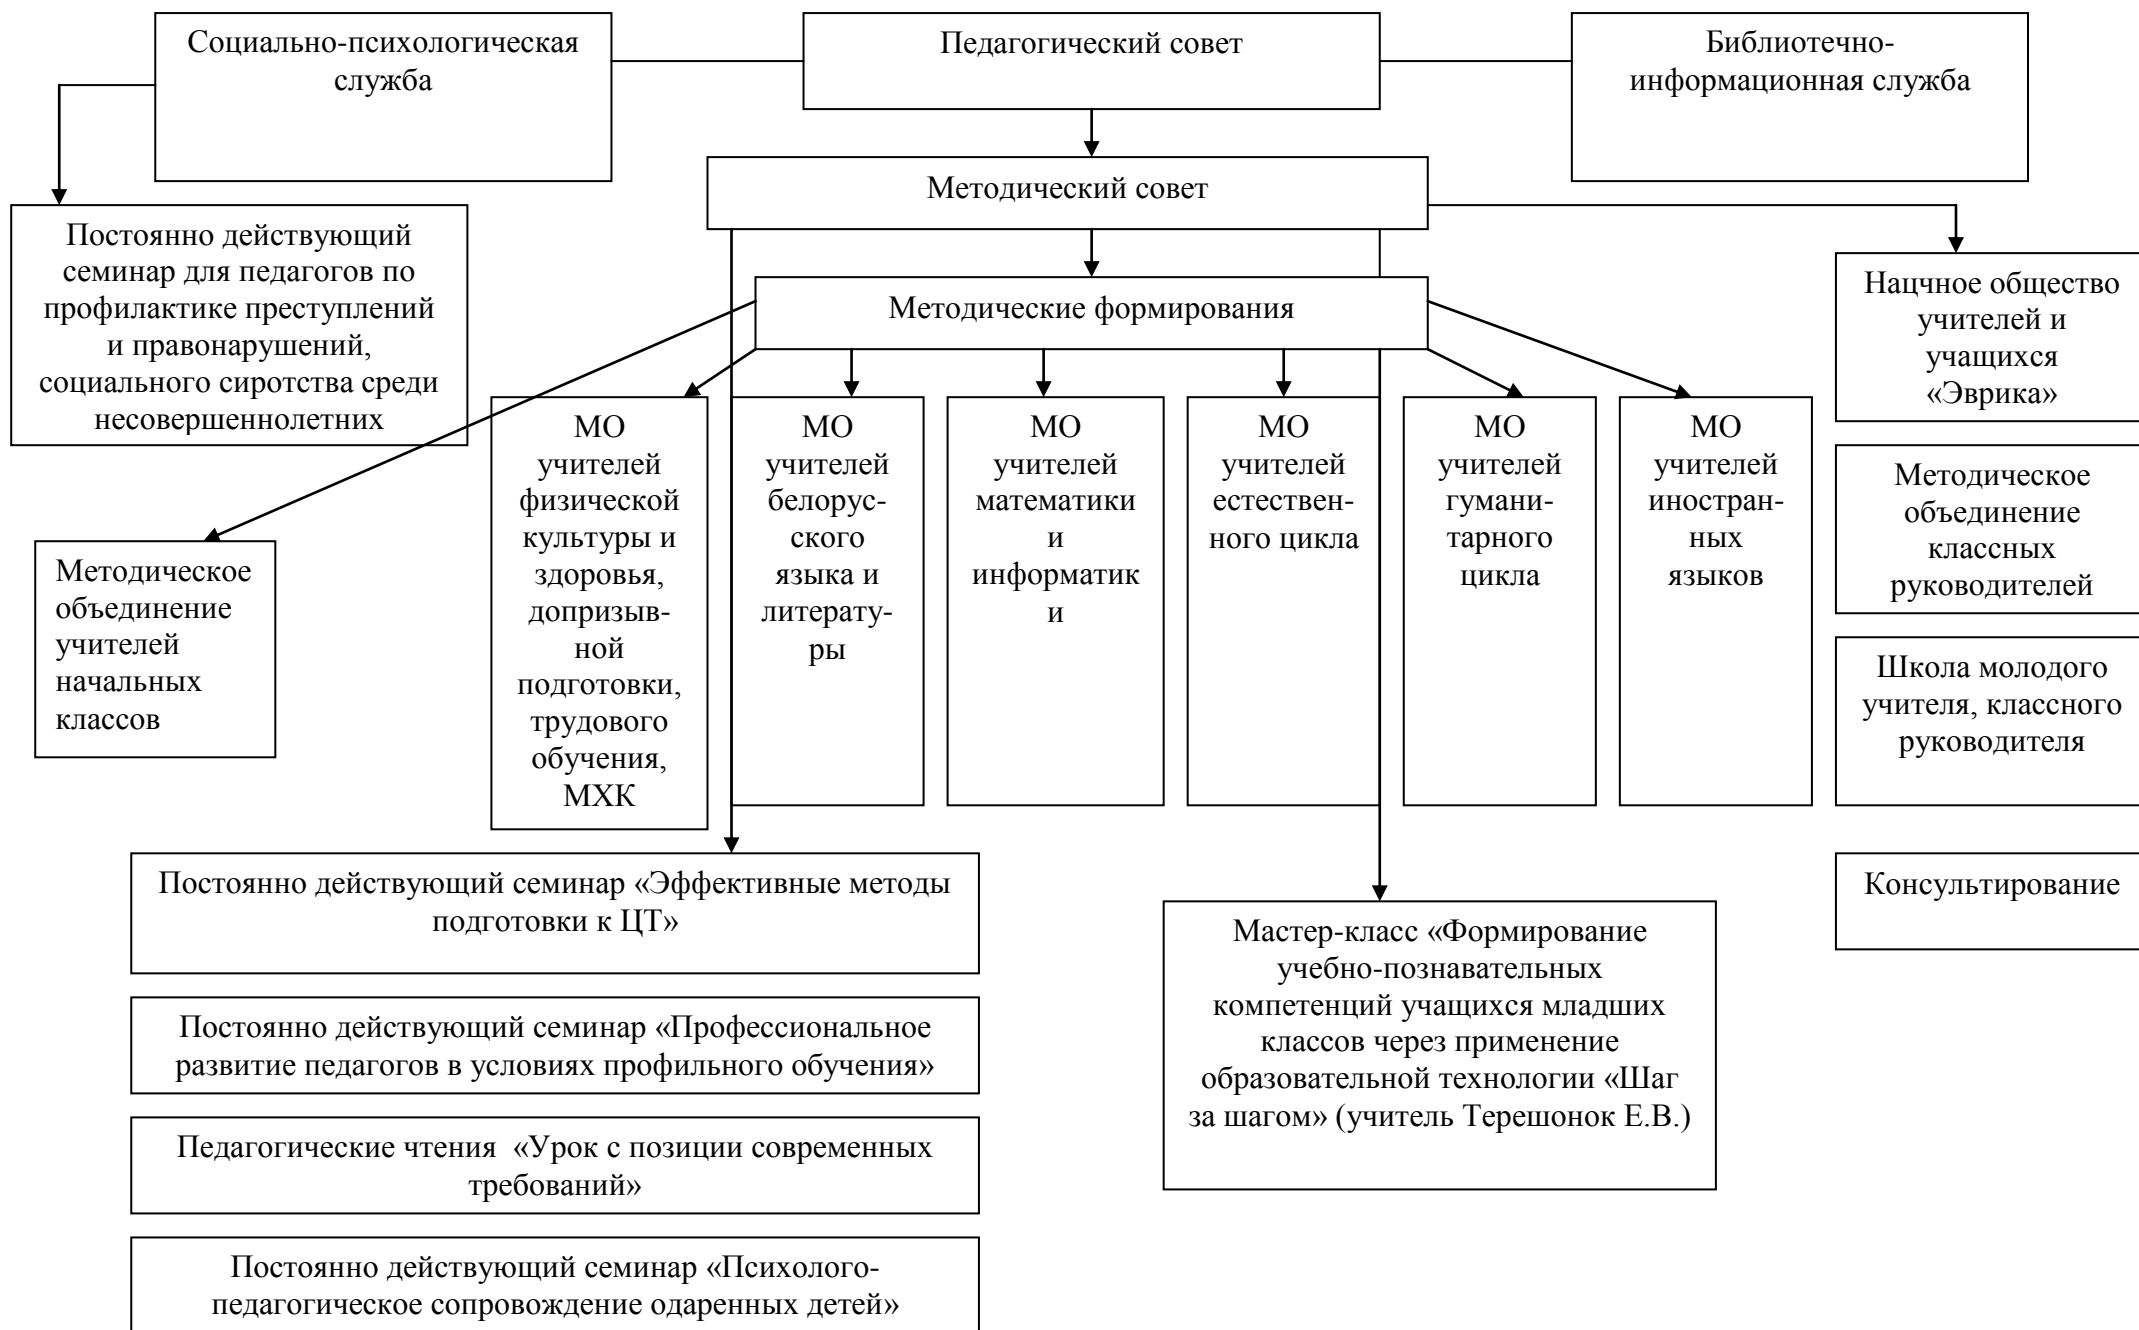 Социально-психологическая
служба
Педагогический совет
Библиотечно-
информационная служба
Методический совет
Постоянно действующий
семинар для педагогов по
профилактике преступлений
и правонарушений,
социального сиротства среди
несовершеннолетних
Методические формирования
Нацчное общество
учителей и
учащихся
«Эврика»
МО
учителей
физической
культуры и
здоровья,
допризыв-
ной
подготовки,
трудового
обучения,
МХК
МО
учителей
белорус-
ского
языка и
литерату-
ры
МО
учителей
математики
и
информатик
и
МО
учителей
естествен-
ного цикла
МО
учителей
гумани-
тарного
цикла
МО
учителей
иностран-
ных
языков
Методическое
объединение
классных
руководителей
Методическое
объединение
учителей
начальных
классов
Школа молодого
учителя, классного
руководителя
Постоянно действующий семинар «Эффективные методы
подготовки к ЦТ»
Консультирование
Мастер-класс «Формирование
учебно-познавательных
компетенций учащихся младших
классов через применение
образовательной технологии «Шаг
за шагом» (учитель Терешонок Е.В.)
Постоянно действующий семинар «Профессиональное
развитие педагогов в условиях профильного обучения»
Педагогические чтения «Урок с позиции современных
требований»
Постоянно действующий семинар «Психолого-
педагогическое сопровождение одаренных детей»